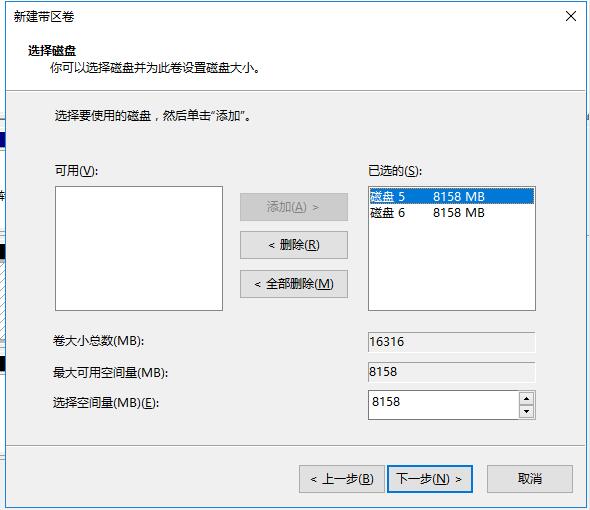 新建带区卷
选择磁盘
你可以选择磁盘并为此卷设置磁盘大小。
选择要使用的磁盘，然后单击“添加”。
可用(V):
已选的(S):
添加(A) >
< 删除(R)
< 全部删除(M)
磁盘 5 8158 MB
磁盘 6 8158 MB
卷大小总数(MB): 16316
最大可用空间量(MB): 8158
选择空间量(MB)(E): 8158
< 上一步(B) 下一步(N) > 取消